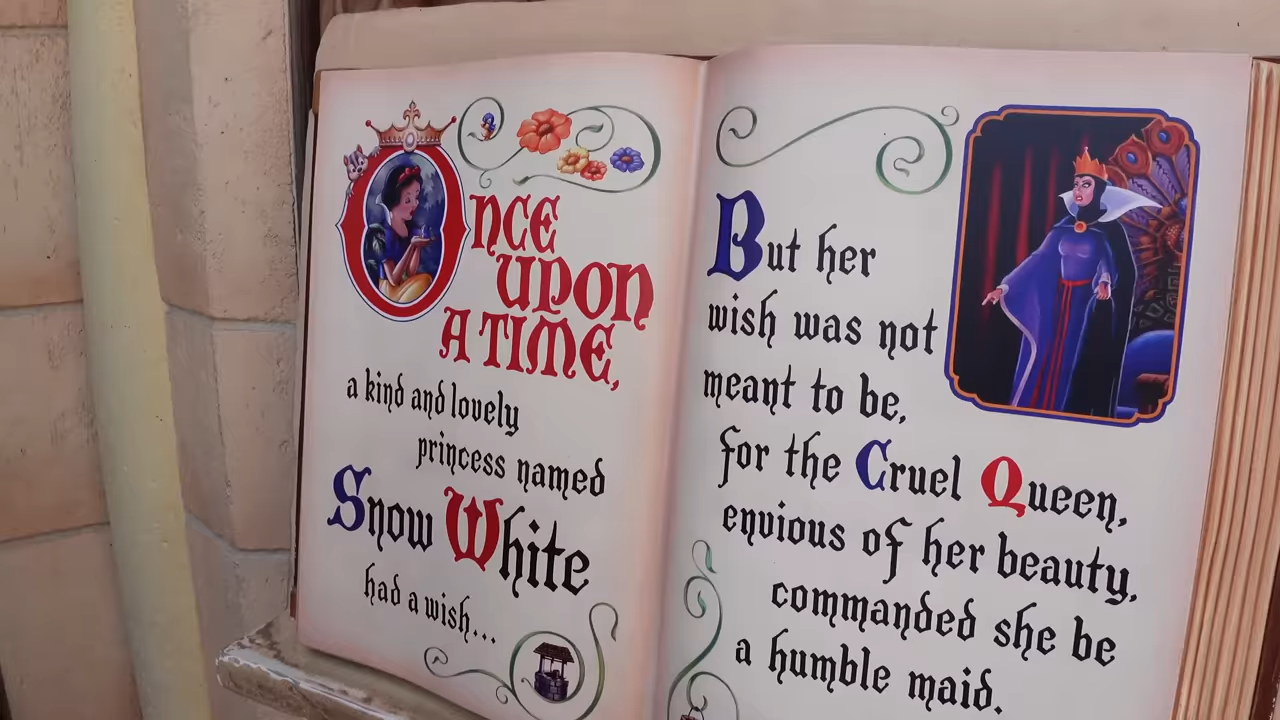 Once
upon
a time,
a kind and lovely
princess named
Snow White
had a wish...
But her
wish was not
meant to be,
for the Cruel Queen,
envious of her beauty,
commanded she be
a humble maid.